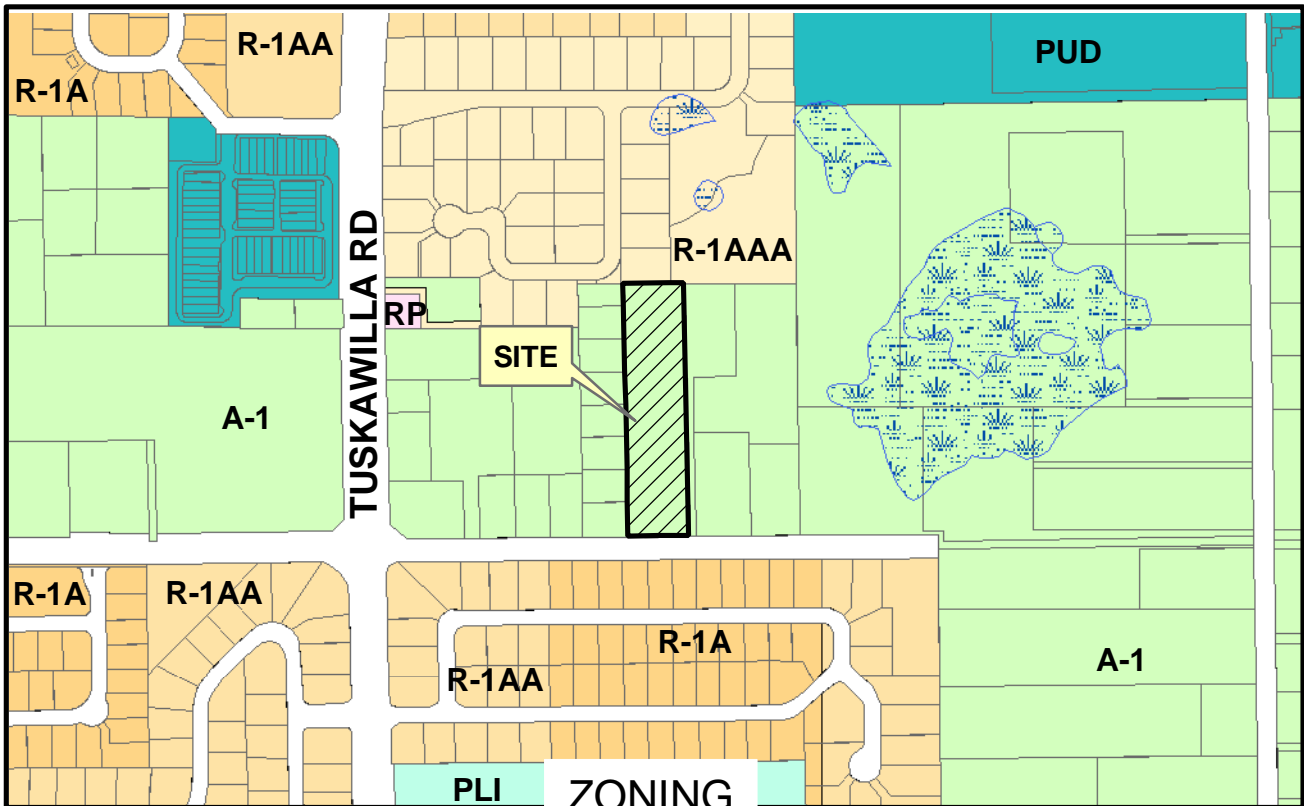 R-1AA
PUD
R-1A
TUSKAWILLA RD
R-1AAA
RP
SITE
A-1
R-1A
R-1AA
R-1A
A-1
R-1AA
PLI
ZONING